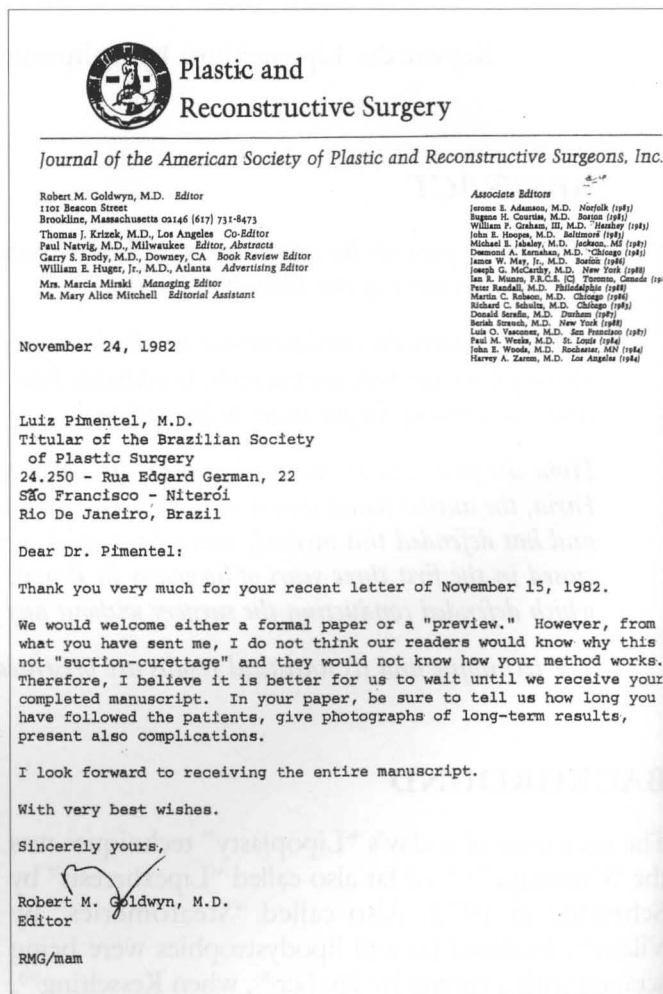 Plastic and
Reconstructive Surgery
Journal of the American Society of Plastic and Reconstructive Surgeons, Inc.
Robert M. Goldwyn, M.D. Editor
1101 Beacon Street
Brookline, Massachusetts 02146 (617) 731-8473
Thomas J. Krizek, M.D., Los Angeles Co-Editor
Paul Natvig, M.D., Milwaukee Editor, Abstracts
Garry S. Brody, M.D., Downey, CA Book Review Editor
William E. Huger, Jr., M.D., Atlanta Advertising Editor
Mrs. Marcia Mirski Managing Editor
Ms. Mary Alice Mitchell Editorial Assistant
Associate Editors
Jerome E. Adamson, M.D. Norfolk (1983)
Eugene H. Courtiss, M.D. Boston (1983)
William P. Graham, III, M.D. Hershey (1983)
John E. Hoopes, M.D. Baltimore (1983)
Michael E. Jabaley, M.D. Jackson, MS (1987)
Desmond A. Kernahan, M.D. Chicago (1985)
James W. May, Jr., M.D. Boston (1986)
Joseph G. McCarthy, M.D. New York (1988)
Ian R. Munro, F.R.C.S. (C) Toronto, Canada (198
Peter Randall, M.D. Philadelphia (1988)
Martin C. Robson, M.D. Chicago (1986)
Richard C. Schultz, M.D. Chicago (1983)
Donald Serafin, M.D. Durham (1987)
Berish Strauch, M.D. New York (1988)
Luis O. Vasconez, M.D. San Francisco (1987)
Paul M. Weeks, M.D. St. Louis (1984)
John E. Woods, M.D. Rochester, MN (1984)
Harvey A. Zarem, M.D. Los Angeles (1984)
November 24, 1982
Luiz Pimentel, M.D.
Titular of the Brazilian Society
of Plastic Surgery
24.250 - Rua Edgard German, 22
São Francisco - Niterói
Rio De Janeiro, Brazil
Dear Dr. Pimentel:
Thank you very much for your recent letter of November 15, 1982.
We would welcome either a formal paper or a "preview." However, from
what you have sent me, I do not think our readers would know why this
not "suction-curettage" and they would not know how your method works.
Therefore, I believe it is better for us to wait until we receive your
completed manuscript. In your paper, be sure to tell us how long you
have followed the patients, give photographs of long-term results,
present also complications.
I look forward to receiving the entire manuscript.
With very best wishes.
Sincerely yours,
Robert M. Goldwyn, M.D.
Editor
RMG/mam